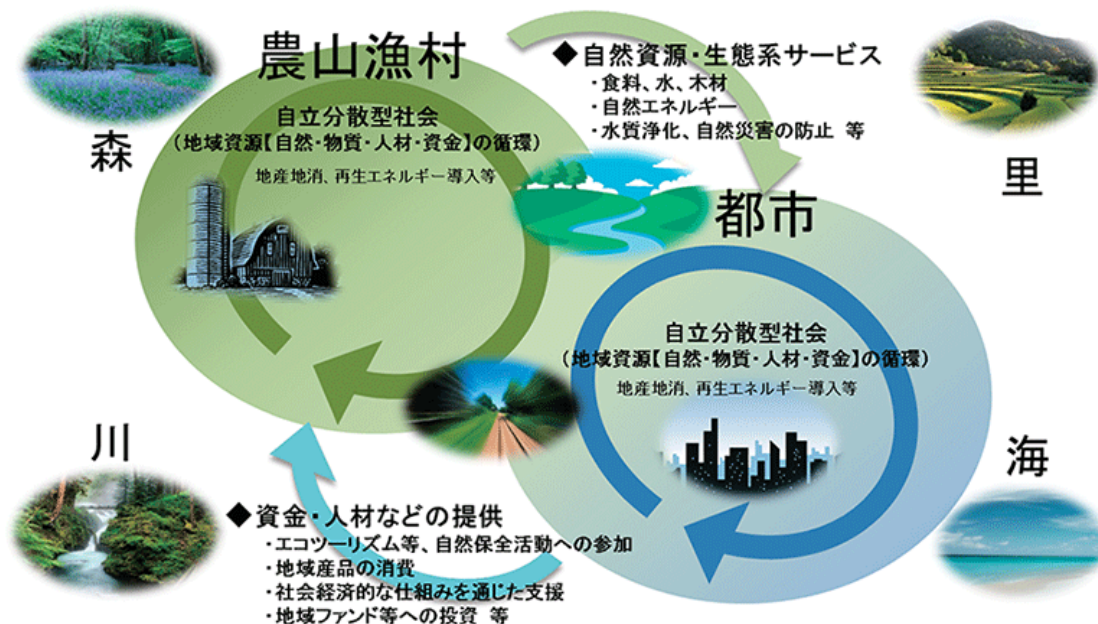 農山漁村
自立分散型社会
(地域資源【自然・物質・人材・資金】の循環)
地産地消、再生エネルギー導入等
森
◆自然資源・生態系サービス
・食料、水、木材
・自然エネルギー
・水質浄化、自然災害の防止 等
里
都市
自立分散型社会
(地域資源【自然・物質・人材・資金】の循環)
地産地消、再生エネルギー導入等
川
◆資金・人材などの提供
・エコツーリズム等、自然保全活動への参加
・地域産品の消費
・社会経済的な仕組みを通じた支援
・地域ファンド等への投資 等
海